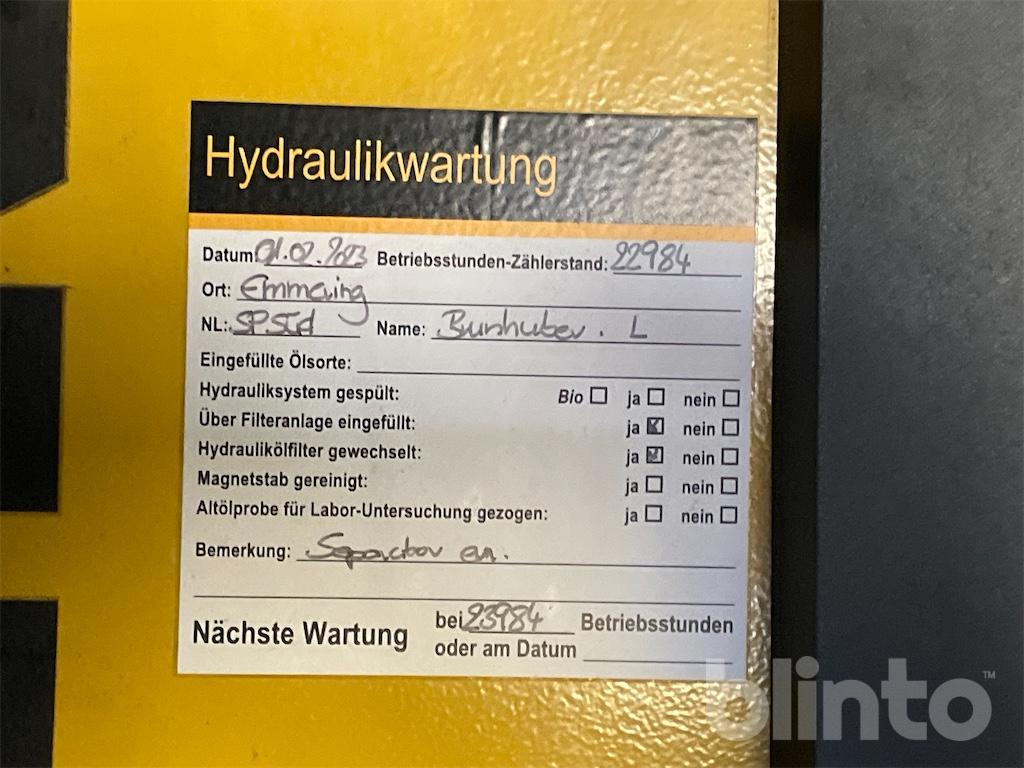 Hydraulikwartung
Datum: 01.02.2023 Betriebsstunden-Zählerstand: 22984
Ort: Emmering
NL: Name: L
Eingefüllte Ölsorte:
Hydrauliksystem gespült: Bio ja nein
Über Filteranlage eingefüllt: ja nein
Hydraulikölfilter gewechselt: ja nein
Magnetstab gereinigt: ja nein
Altölprobe für Labor-Untersuchung gezogen: ja nein
Bemerkung: Separator
Nächste Wartung bei 23984 Betriebsstunden
oder am Datum
blinto™